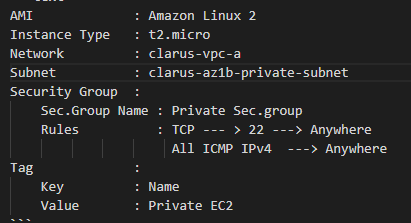 AMI             : Amazon Linux 2
Instance Type   : t2.micro
Network         : clarus-vpc-a
Subnet          : clarus-az1b-private-subnet
Security Group  :
    Sec.Group Name : Private Sec.group
    Rules          : TCP --- > 22 ---> Anywhere
                     All ICMP IPv4  ---> Anywhere
Tag             :
    Key         : Name
    Value       : Private EC2
```